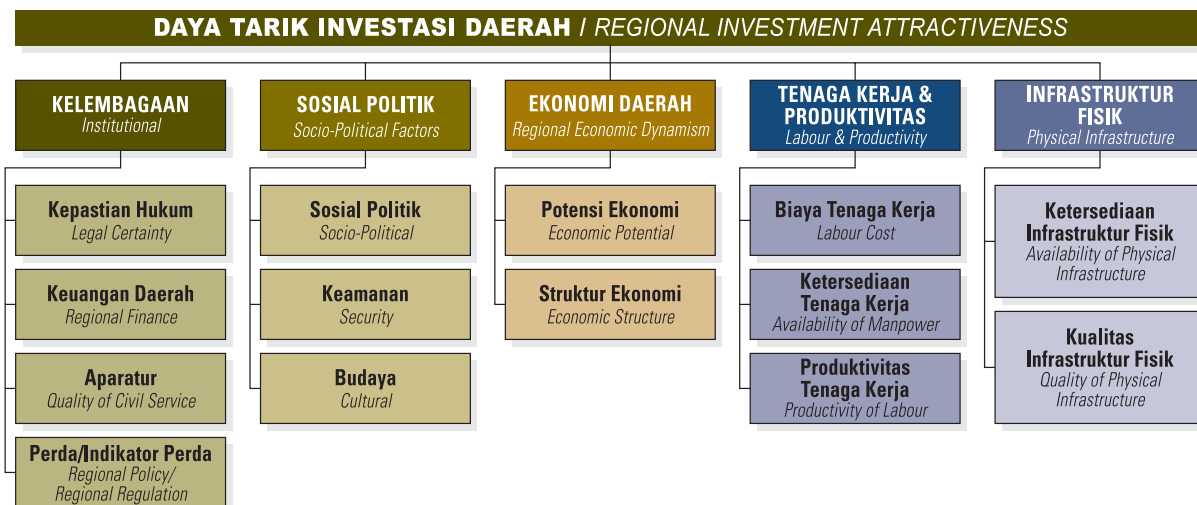 DAYA TARIK INVESTASI DAERAH / REGIONAL INVESTMENT ATTRACTIVENESS
KELEMBAGAAN
Institutional
Kepastian Hukum
Legal Certainty
Keuangan Daerah
Regional Finance
Aparatur
Quality of Civil Service
Perda/Indikator Perda
Regional Policy/
Regional Regulation
SOSIAL POLITIK
Socio-Political Factors
Sosial Politik
Socio-Political
Keamanan
Security
Budaya
Cultural
EKONOMI DAERAH
Regional Economic Dynamism
Potensi Ekonomi
Economic Potential
Struktur Ekonomi
Economic Structure
TENAGA KERJA &
PRODUKTIVITAS
Labour & Productivity
Biaya Tenaga Kerja
Labour Cost
Ketersediaan
Tenaga Kerja
Availability of Manpower
Produktivitas
Tenaga Kerja
Productivity of Labour
INFRASTRUKTUR
FISIK
Physical Infrastructure
Ketersediaan
Infrastruktur Fisik
Availability of Physical
Infrastructure
Kualitas
Infrastruktur Fisik
Quality of Physical
Infrastructure